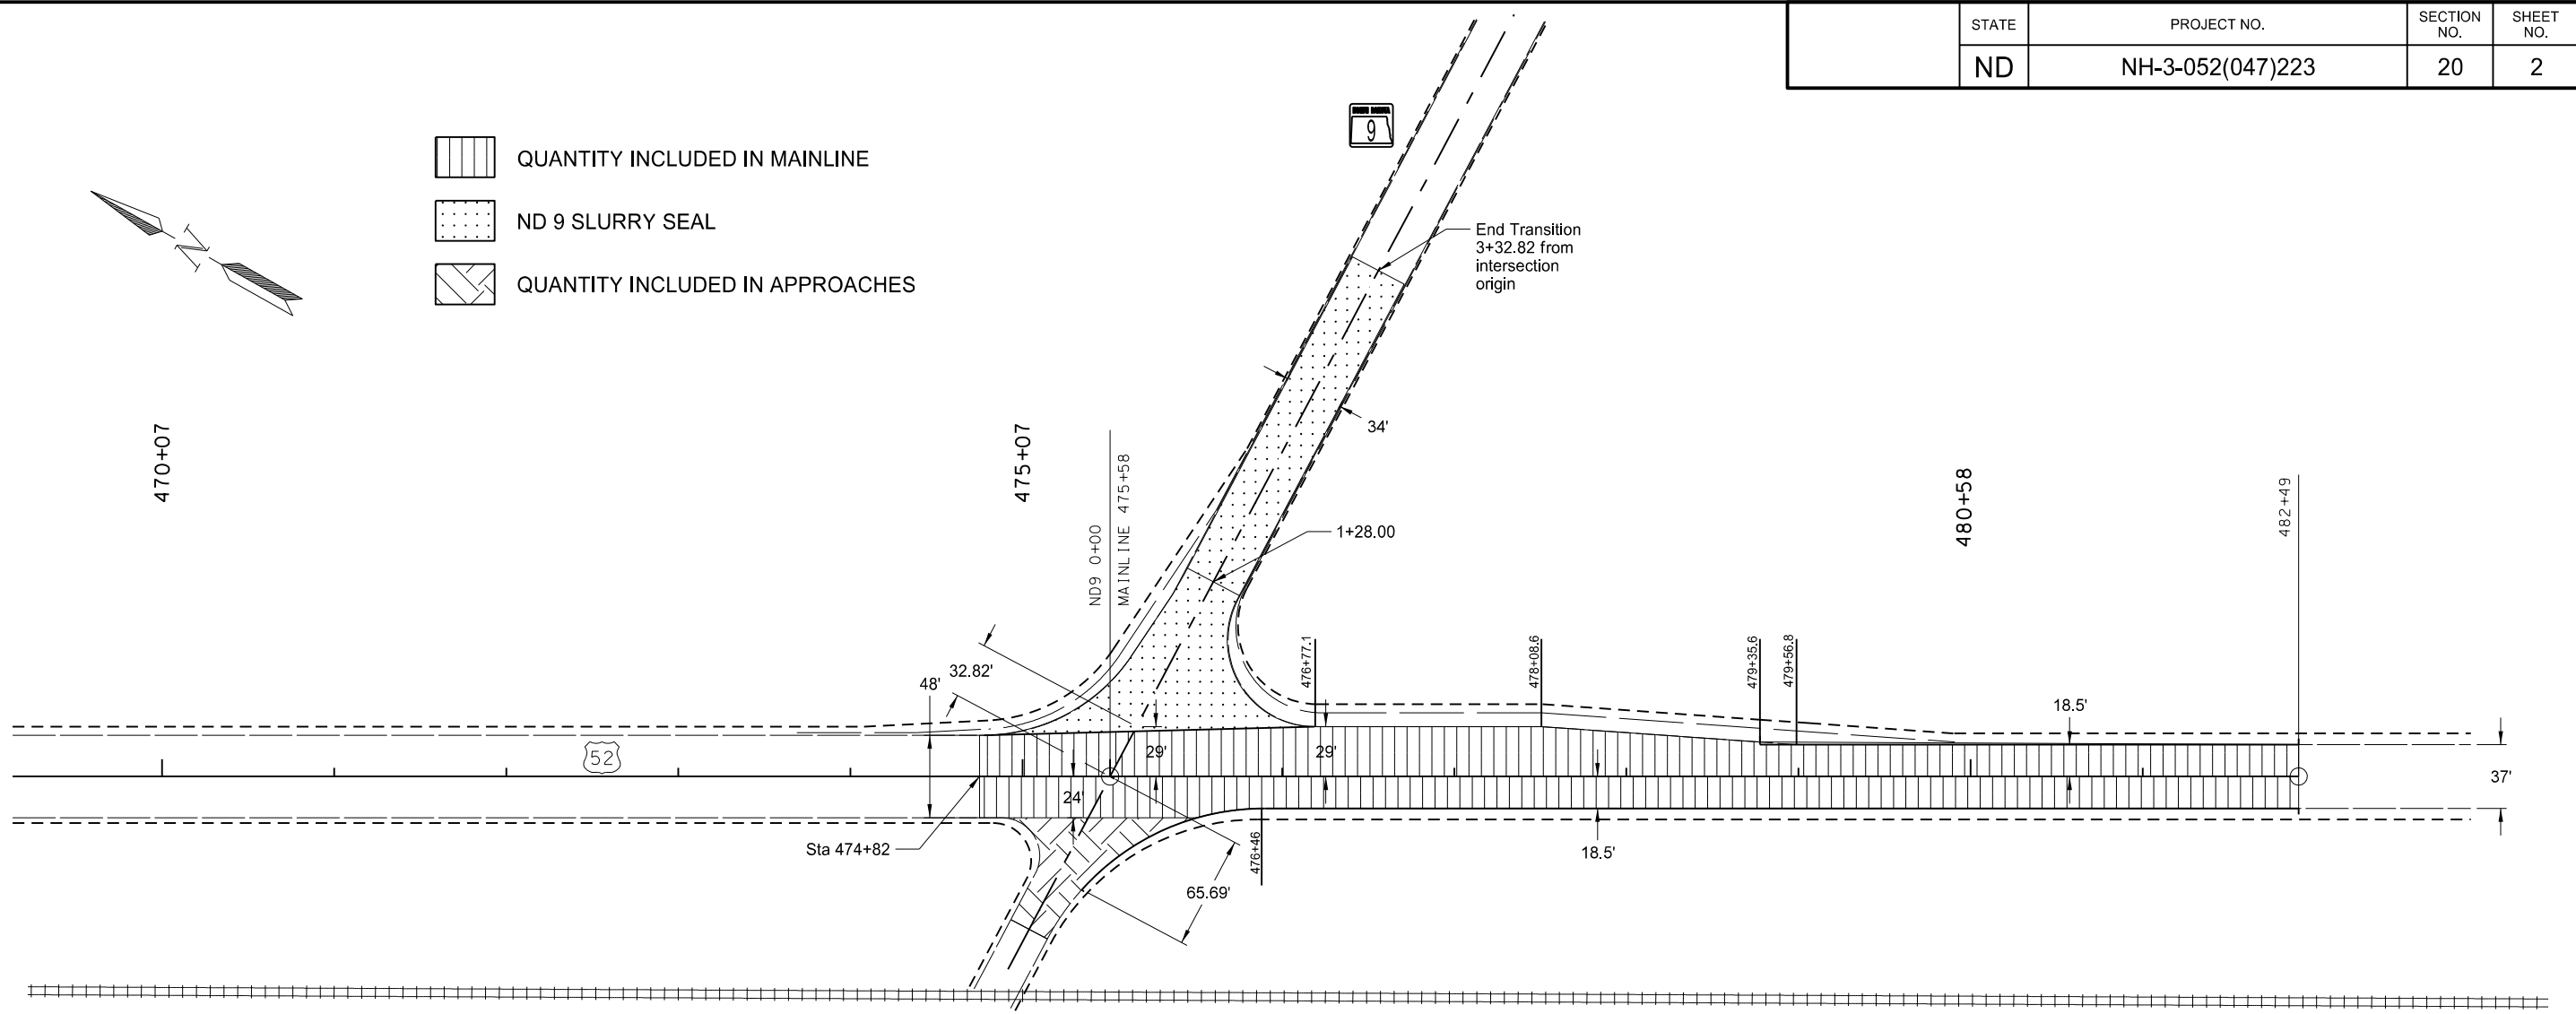 STATE
PROJECT NO.
SECTION
NO.
SHEET
NO.
ND
NH-3-052(047)223
20
2
NORTH DAKOTA
9
QUANTITY INCLUDED IN MAINLINE
ND 9 SLURRY SEAL
QUANTITY INCLUDED IN APPROACHES
N
End Transition
3+32.82 from
intersection
origin
34'
470+07
475+07
ND9 0+00
MAINLINE 475+58
1+28.00
480+58
482+49
32.82'
48'
476+77.1
478+08.6
479+35.6
479+56.8
18.5'
52
29'
29'
24'
37'
Sta 474+82
476+46
18.5'
65.69'